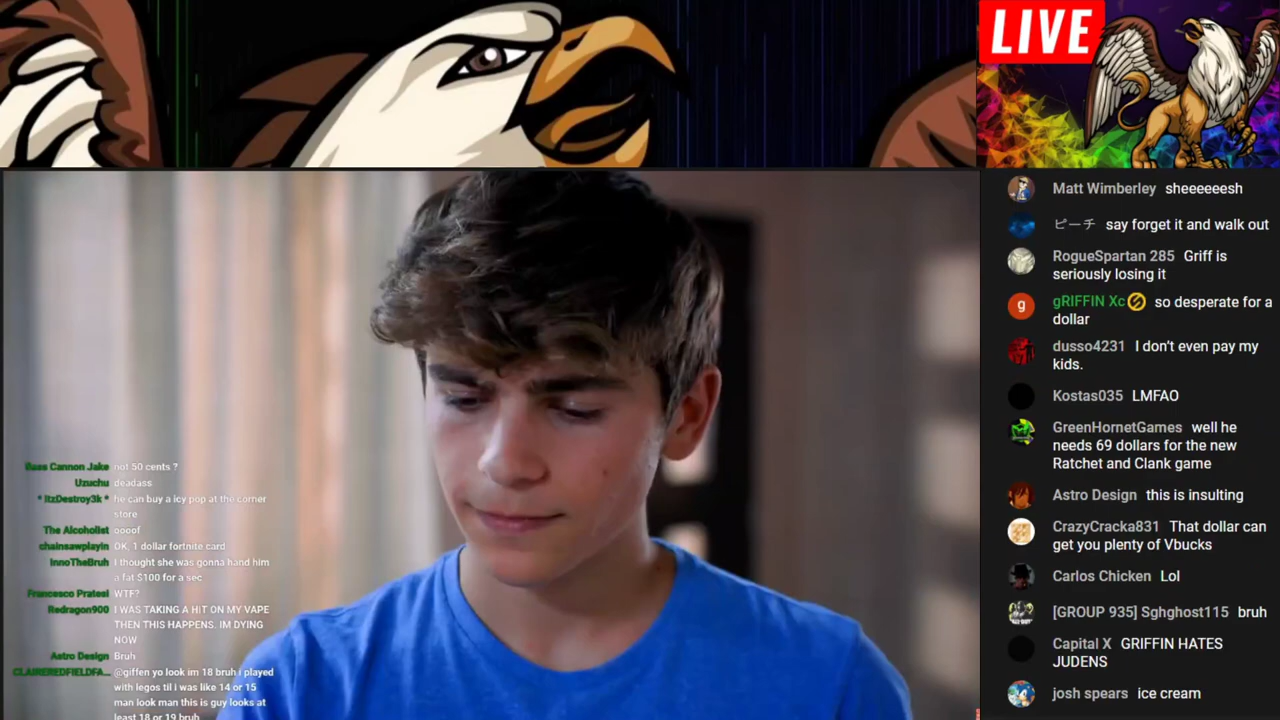 LIVE
Bass Cannon Jake not 50 cents ?
Uzuchu deadass
* ItzDestroy3k * he can buy a icy pop at the corner
store
The Alcoholist oooof
chainsawplayin OK, 1 dollar fortnite card
InnoTheBruh I thought she was gonna hand him
a fat $100 for a sec
Francesco Pratesi WTF?
Redragon900 I WAS TAKING A HIT ON MY VAPE
THEN THIS HAPPENS. IM DYING
NOW
Astro Design Bruh
CLAIREREDFIELDFA... @giffen yo look im 18 bruh i played
with legos til i was like 14 or 15
man look man this is guy looks at
least 18 or 19 bruh
Matt Wimberley sheeeeeesh
ピーチ say forget it and walk out
RogueSpartan 285 Griff is
seriously losing it
g
gRIFFIN Xc so desperate for a
dollar
dusso4231 I don't even pay my
kids.
Kostas035 LMFAO
GreenHornetGames well he
needs 69 dollars for the new
Ratchet and Clank game
Astro Design this is insulting
CrazyCracka831 That dollar can
get you plenty of Vbucks
Carlos Chicken Lol
[GROUP 935] Sghghost115 bruh
Capital X GRIFFIN HATES
JUDENS
josh spears ice cream